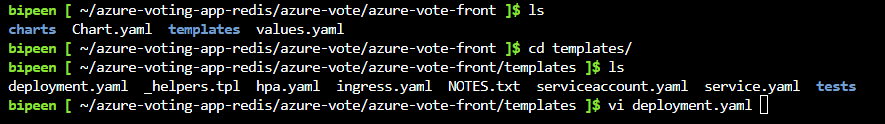 bipeen [ ~/azure-voting-app-redis/azure-vote/azure-vote-front ]$ ls
charts  Chart.yaml  templates  values.yaml
bipeen [ ~/azure-voting-app-redis/azure-vote/azure-vote-front ]$ cd templates/
bipeen [ ~/azure-voting-app-redis/azure-vote/azure-vote-front/templates ]$ ls
deployment.yaml  _helpers.tpl  hpa.yaml  ingress.yaml  NOTES.txt  serviceaccount.yaml  service.yaml  tests
bipeen [ ~/azure-voting-app-redis/azure-vote/azure-vote-front/templates ]$ vi deployment.yaml